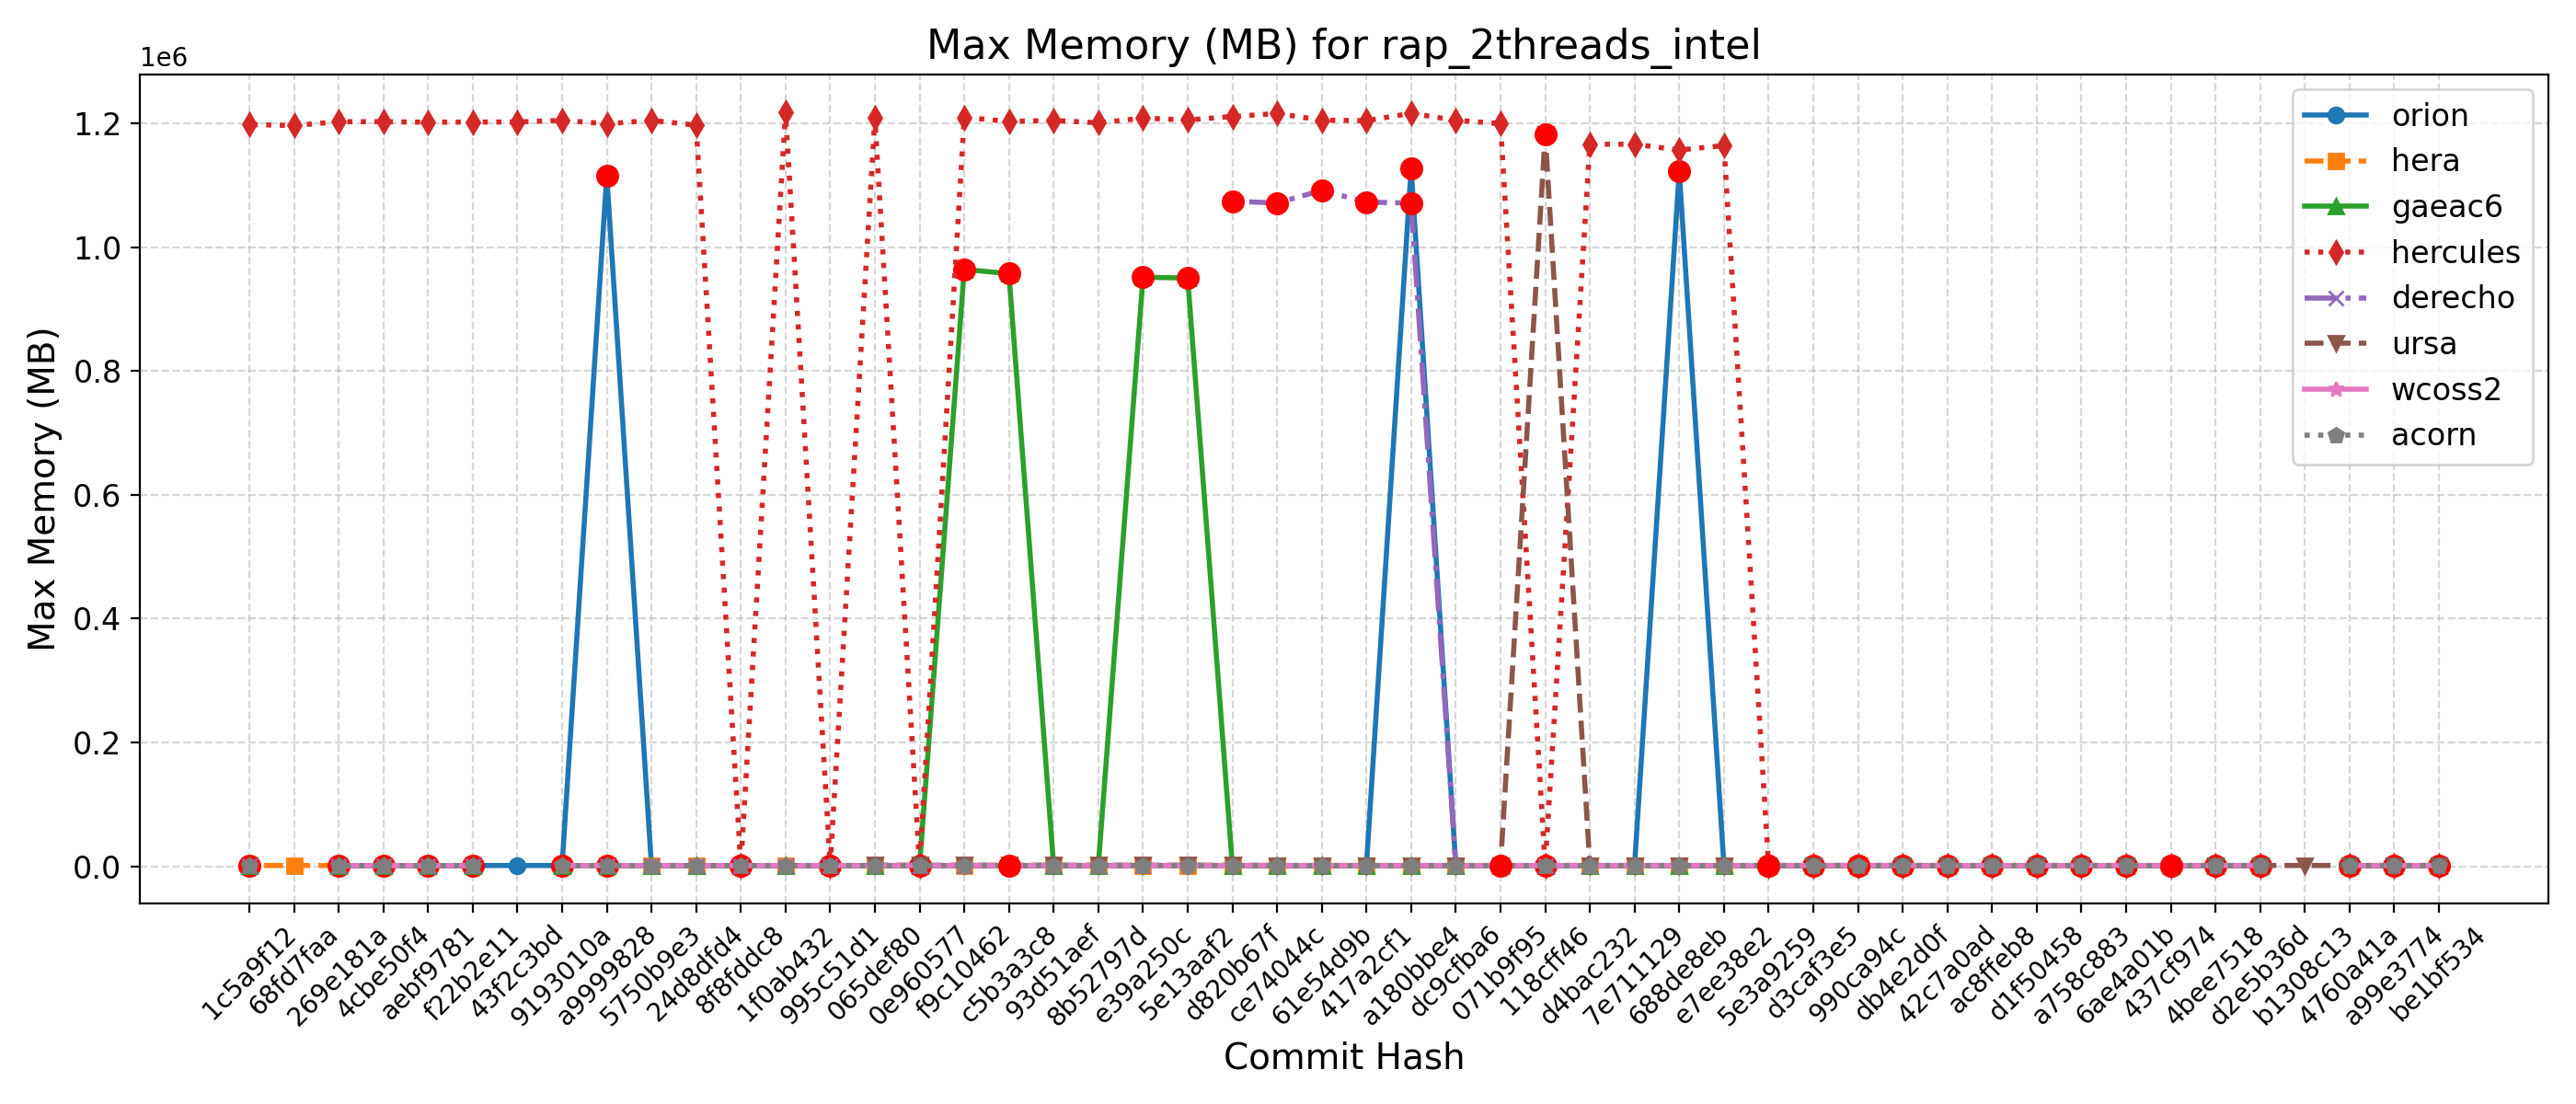 Max Memory (MB) for rap_2threads_intel
1e6
1.2
1.0
0.8
0.6
0.4
0.2
0.0
Max Memory (MB)
orion
hera
gaeac6
hercules
derecho
ursa
wcoss2
acorn
1c5a9f12
68fd7faa
269e181a
4cbe50f4
aebf9781
f22b2e11
43f2c3bd
9193010a
a9999828
5750b9e3
24d8dfd4
8f8fddc8
1f0ab432
995c51d1
065def80
0e960577
f9c10462
c5b3a3c8
93d51aef
8b52797d
e39a250c
5e13aaf2
d820b67f
ce74044c
61e54d9b
417a2cf1
a180bbe4
dc9cfba6
071b9f95
118cff46
d4bac232
7e711129
688de8eb
e7ee38e2
5e3a9259
d3caf3e5
990ca94c
db4e2d0f
42c7a0ad
ac8ffeb8
d1f50458
a758c883
6ae4a01b
437cf974
4bee7518
d2e5b36d
b1308c13
4760a41a
a99e3774
be1bf534
Commit Hash